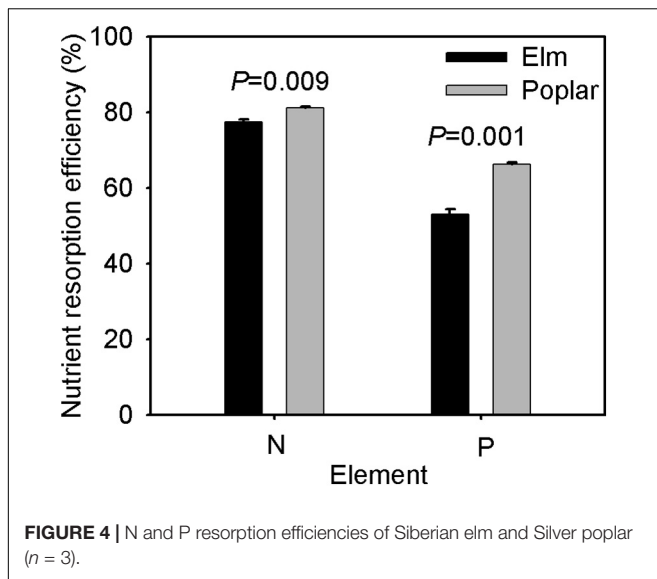 Nutrient resorption efficiency (%)
100
80
60
40
20
0
Elm
Poplar
P=0.009
P=0.001
N
P
Element
FIGURE 4 | N and P resorption efficiencies of Siberian elm and Silver poplar
(n = 3).